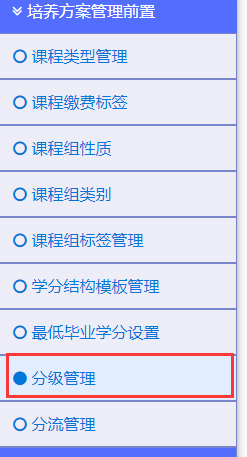 培养方案管理前置
课程类型管理
课程缴费标签
课程组性质
课程组类别
课程组标签管理
学分结构模板管理
最低毕业学分设置
分级管理
分流管理